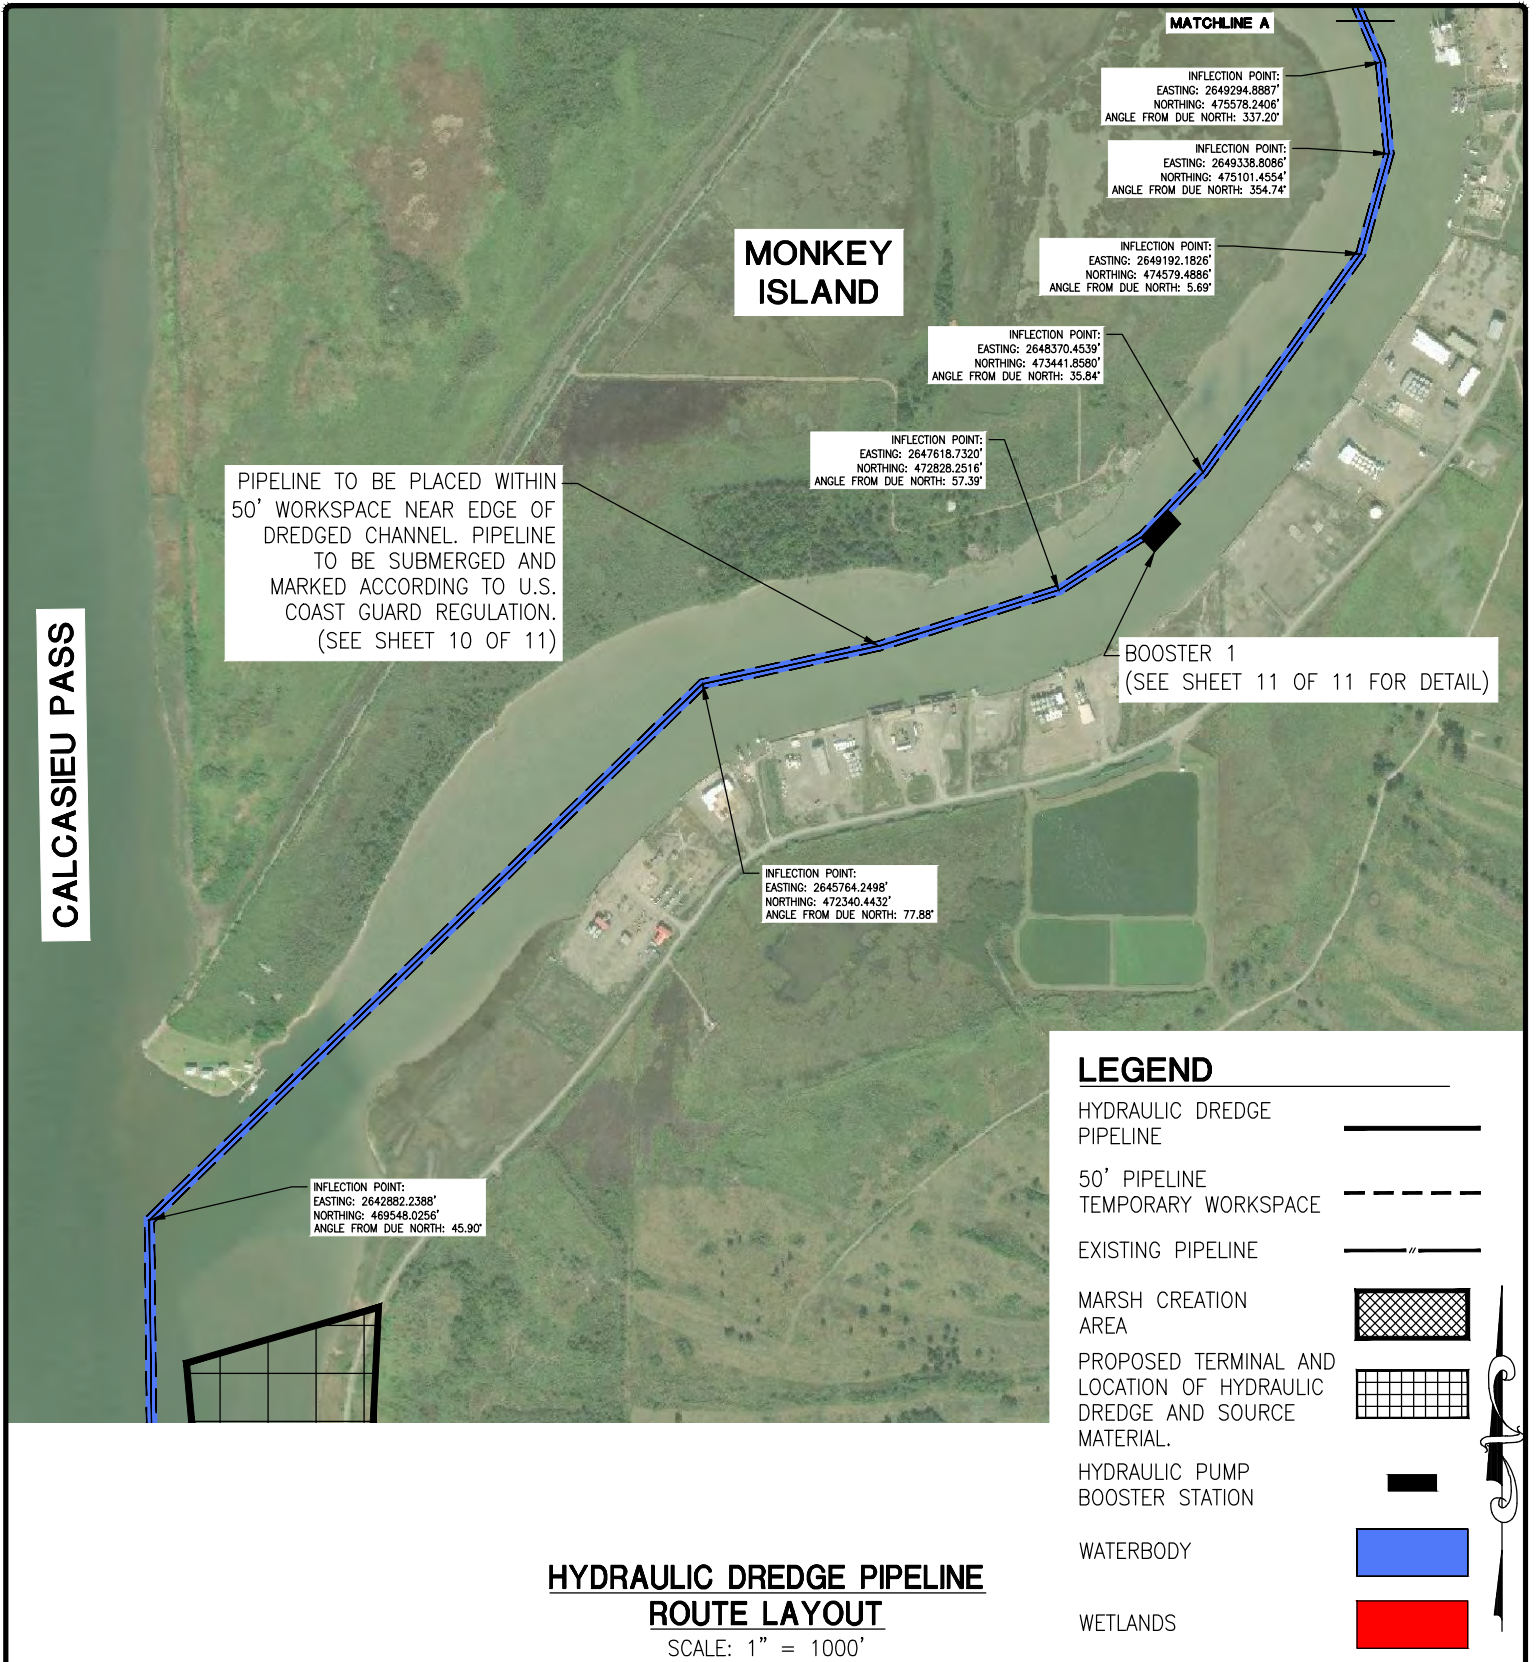 MATCHLINE A
INFLECTION POINT:
EASTING: 2649294.8887'
NORTHING: 475578.2406'
ANGLE FROM DUE NORTH: 337.20°
INFLECTION POINT:
EASTING: 2649338.8086'
NORTHING: 475101.4554'
ANGLE FROM DUE NORTH: 354.74°
MONKEY
ISLAND
INFLECTION POINT:
EASTING: 2649192.1826'
NORTHING: 474579.4886'
ANGLE FROM DUE NORTH: 5.69°
INFLECTION POINT:
EASTING: 2648370.4539'
NORTHING: 473441.8580'
ANGLE FROM DUE NORTH: 35.84°
INFLECTION POINT:
EASTING: 2647618.7320'
NORTHING: 472828.2516'
ANGLE FROM DUE NORTH: 57.39°
PIPELINE TO BE PLACED WITHIN
50' WORKSPACE NEAR EDGE OF
DREDGED CHANNEL. PIPELINE
TO BE SUBMERGED AND
MARKED ACCORDING TO U.S.
COAST GUARD REGULATION.
(SEE SHEET 10 OF 11)
CALCASIEU PASS
BOOSTER 1
(SEE SHEET 11 OF 11 FOR DETAIL)
INFLECTION POINT:
EASTING: 2645764.2498'
NORTHING: 472340.4432'
ANGLE FROM DUE NORTH: 77.88°
INFLECTION POINT:
EASTING: 2642882.2388'
NORTHING: 469548.0256'
ANGLE FROM DUE NORTH: 45.90°
LEGEND
HYDRAULIC DREDGE
PIPELINE
50' PIPELINE
TEMPORARY WORKSPACE
EXISTING PIPELINE
MARSH CREATION
AREA
PROPOSED TERMINAL AND
LOCATION OF HYDRAULIC
DREDGE AND SOURCE
MATERIAL.
HYDRAULIC PUMP
BOOSTER STATION
WATERBODY
WETLANDS
HYDRAULIC DREDGE PIPELINE
ROUTE LAYOUT
SCALE: 1" = 1000'